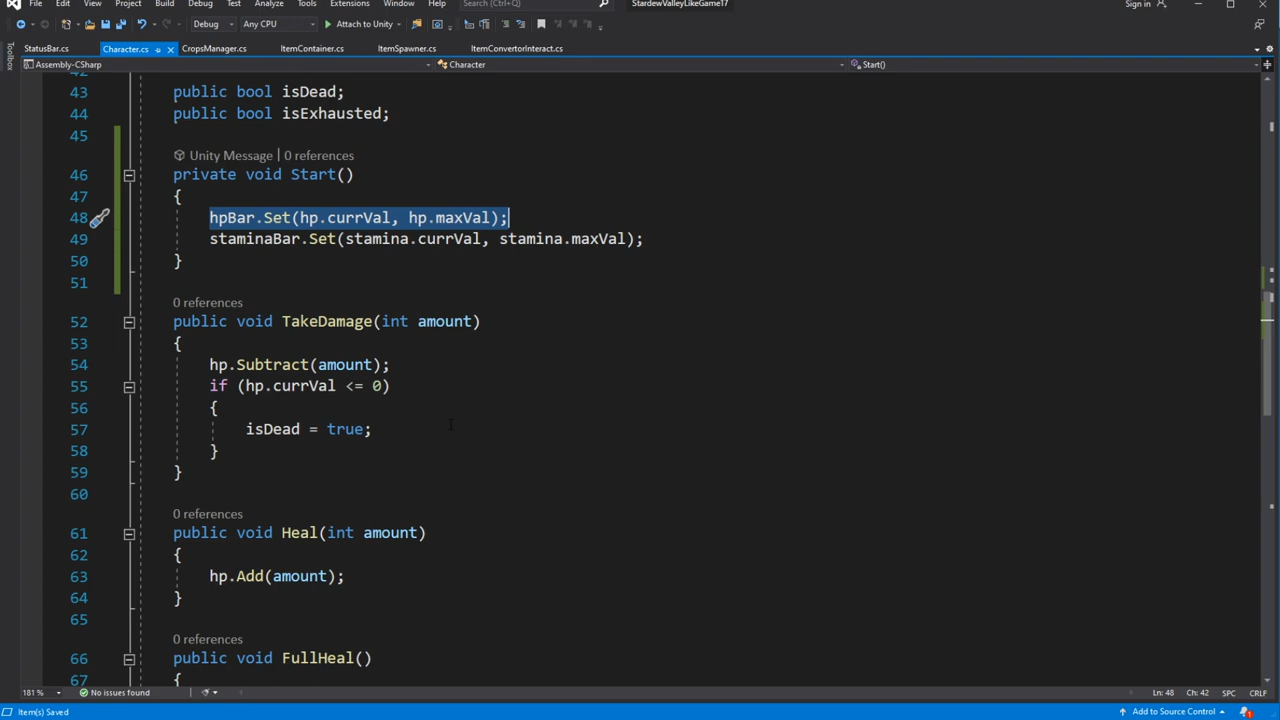 File Edit View Git Project Build Debug Test Analyze Tools Extensions Window Help Search (Ctrl+Q) StardewValleyLikeGame17 Sign in
Debug Any CPU Attach to Unity
StatusBar.cs Character.cs CropsManager.cs ItemContainer.cs ItemSpawner.cs ItemConvertorInteract.cs
Toolbox
Assembly-CSharp Character Start()
42
43 public bool isDead;
44 public bool isExhausted;
45
Unity Message | 0 references
46 private void Start()
47 {
48 hpBar.Set(hp.currVal, hp.maxVal);
49 staminaBar.Set(stamina.currVal, stamina.maxVal);
50 }
51
0 references
52 public void TakeDamage(int amount)
53 {
54 hp.Subtract(amount);
55 if (hp.currVal <= 0)
56 {
57 isDead = true;
58 }
59 }
60
0 references
61 public void Heal(int amount)
62 {
63 hp.Add(amount);
64 }
65
0 references
66 public void FullHeal()
67 {
181 % No issues found Ln: 48 Ch: 42 SPC CRLF
Item(s) Saved Add to Source Control 1